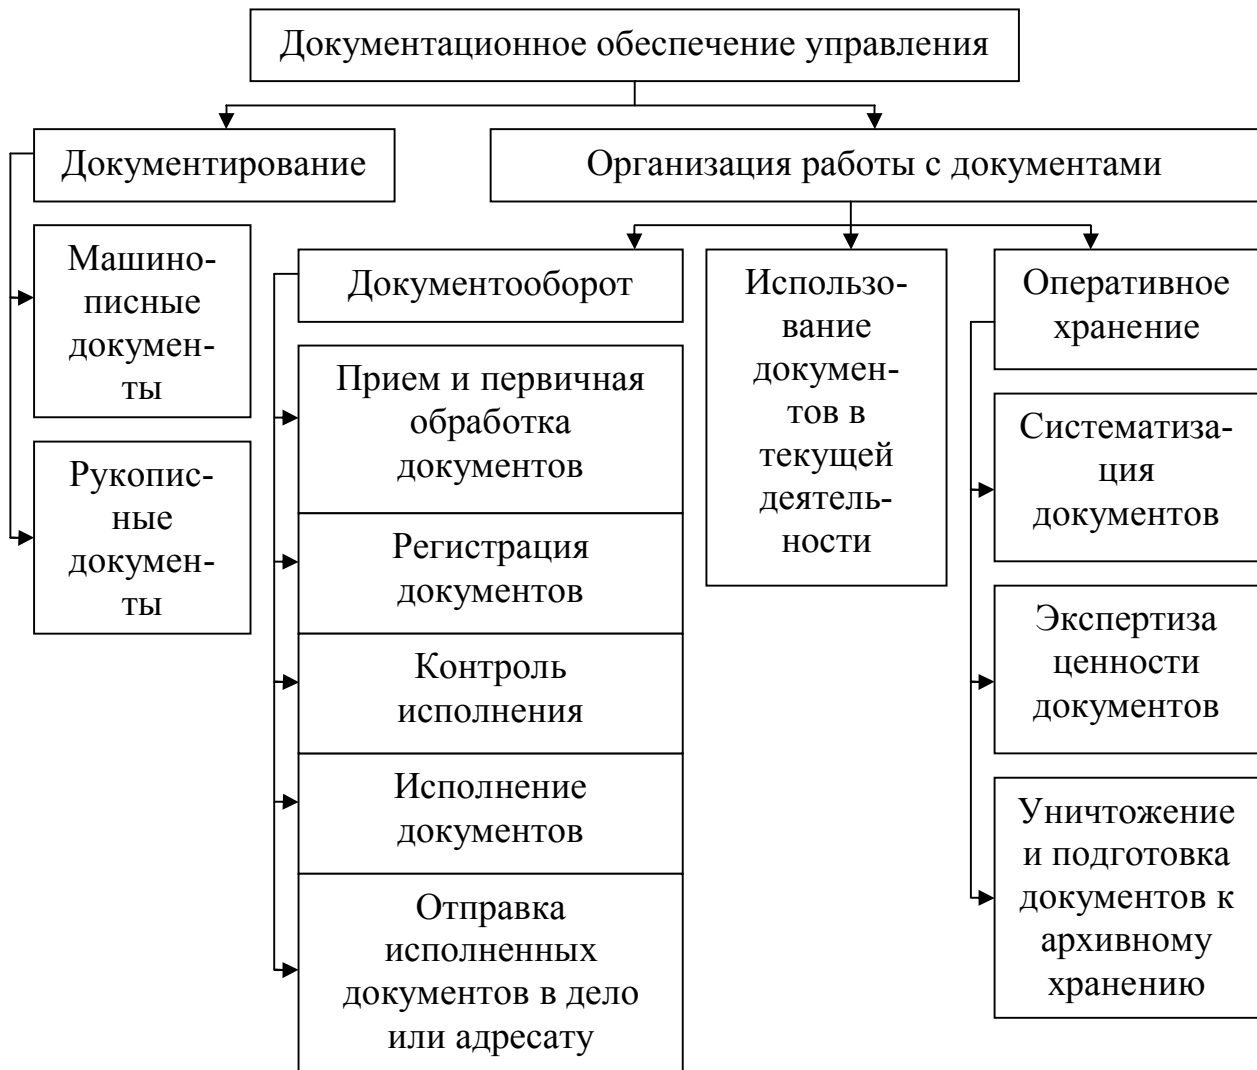 Документационное обеспечение управления
Документирование
Организация работы с документами
Машино-
писные
докумен-
ты
Рукопис-
ные
докумен-
ты
Документооборот
Прием и первичная
обработка
документов
Регистрация
документов
Контроль
исполнения
Исполнение
документов
Отправка
исполненных
документов в дело
или адресату
Использо-
вание
докумен-
тов в
текущей
деятель-
ности
Оперативное
хранение
Систематиза-
ция
документов
Экспертиза
ценности
документов
Уничтожение
и подготовка
документов к
архивному
хранению